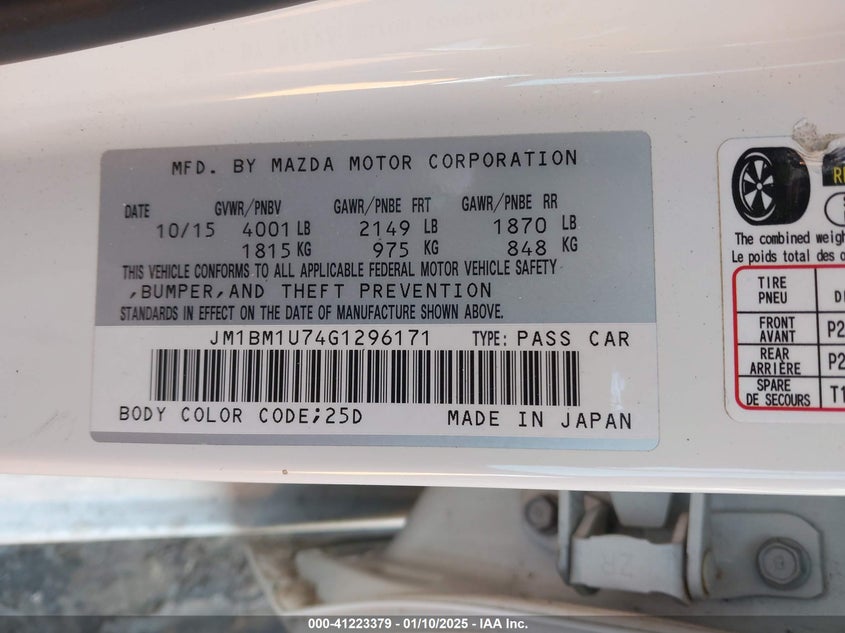 MFD. BY MAZDA MOTOR CORPORATION
DATE GVWR/PNBV GAWR/PNBE FRT GAWR/PNBE RR
10/15 4001 LB 2149 LB 1870 LB
1815 KG 975 KG 848 KG
THIS VEHICLE CONFORMS TO ALL APPLICABLE FEDERAL MOTOR VEHICLE SAFETY
,BUMPER,AND THEFT PREVENTION
STANDARDS IN EFFECT ON THE DATE OF MANUFACTURE SHOWN ABOVE.
JM1BM1U74G1296171 TYPE: PASS CAR
BODY COLOR CODE;25D MADE IN JAPAN
The combined
Le poids total des
TIRE
PNEU
FRONT
AVANT
REAR
ARRIÈRE
SPARE
DE SECOURS
ZR
000-41223379 - 01/10/2025 - IAA Inc.